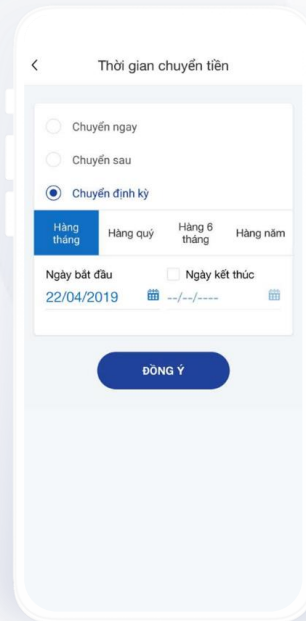 Thời gian chuyển tiền
Chuyển ngay
Chuyển sau
Chuyển định kỳ
Hàng tháng
Hàng quý
Hàng 6 tháng
Hàng năm
Ngày bắt đầu
Ngày kết thúc
22/04/2019
--/--/----
ĐỒNG Ý